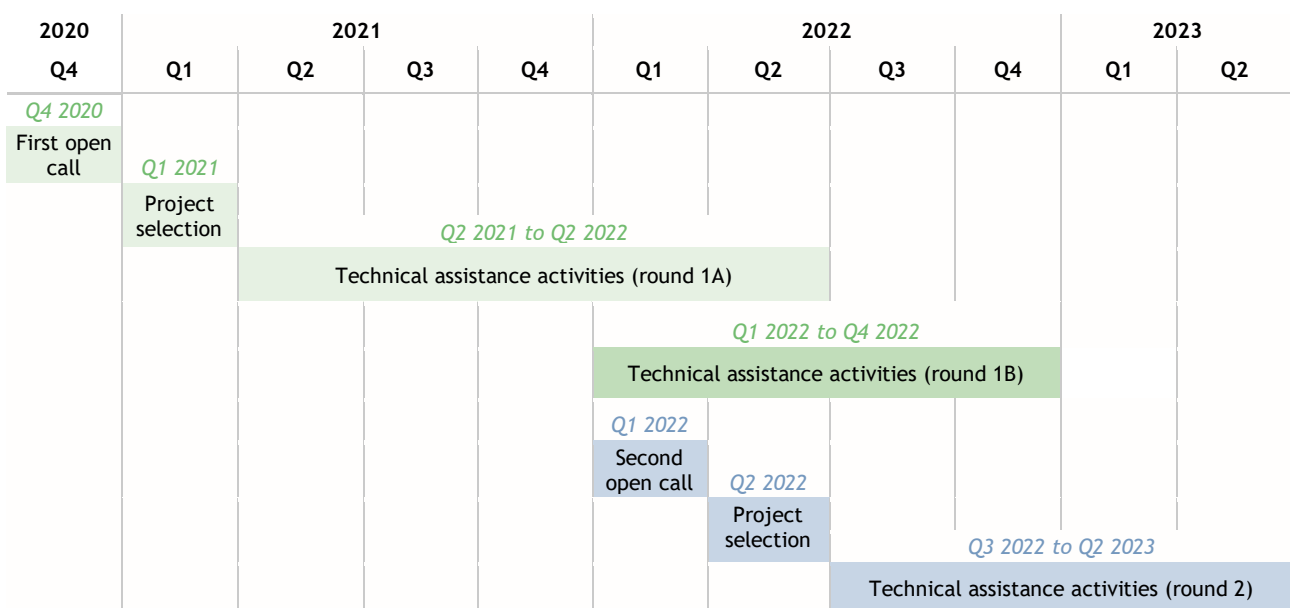 2020 2021 2022 2023
Q4 Q1 Q2 Q3 Q4 Q1 Q2 Q3 Q4 Q1 Q2
Q4 2020
First open
call
Q1 2021
Project
selection
Q2 2021 to Q2 2022
Technical assistance activities (round 1A)
Q1 2022 to Q4 2022
Technical assistance activities (round 1B)
Q1 2022
Second
open call
Q2 2022
Project
selection
Q3 2022 to Q2 2023
Technical assistance activities (round 2)